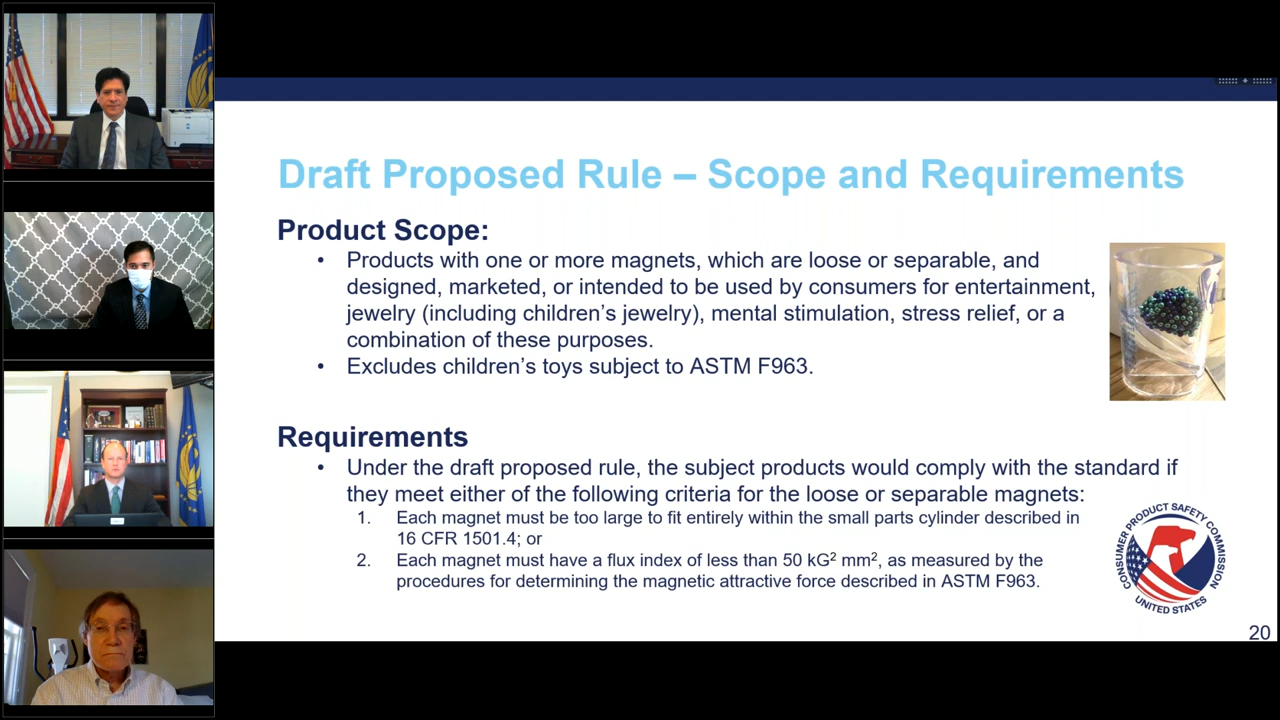 Draft Proposed Rule – Scope and Requirements
Product Scope:
• Products with one or more magnets, which are loose or separable, and
designed, marketed, or intended to be used by consumers for entertainment,
jewelry (including children's jewelry), mental stimulation, stress relief, or a
combination of these purposes.
• Excludes children's toys subject to ASTM F963.
Requirements
• Under the draft proposed rule, the subject products would comply with the standard if
they meet either of the following criteria for the loose or separable magnets:
1. Each magnet must be too large to fit entirely within the small parts cylinder described in
16 CFR 1501.4; or
2. Each magnet must have a flux index of less than 50 kG² mm², as measured by the
procedures for determining the magnetic attractive force described in ASTM F963.
CONSUMER PRODUCT SAFETY COMMISSION
UNITED STATES
20